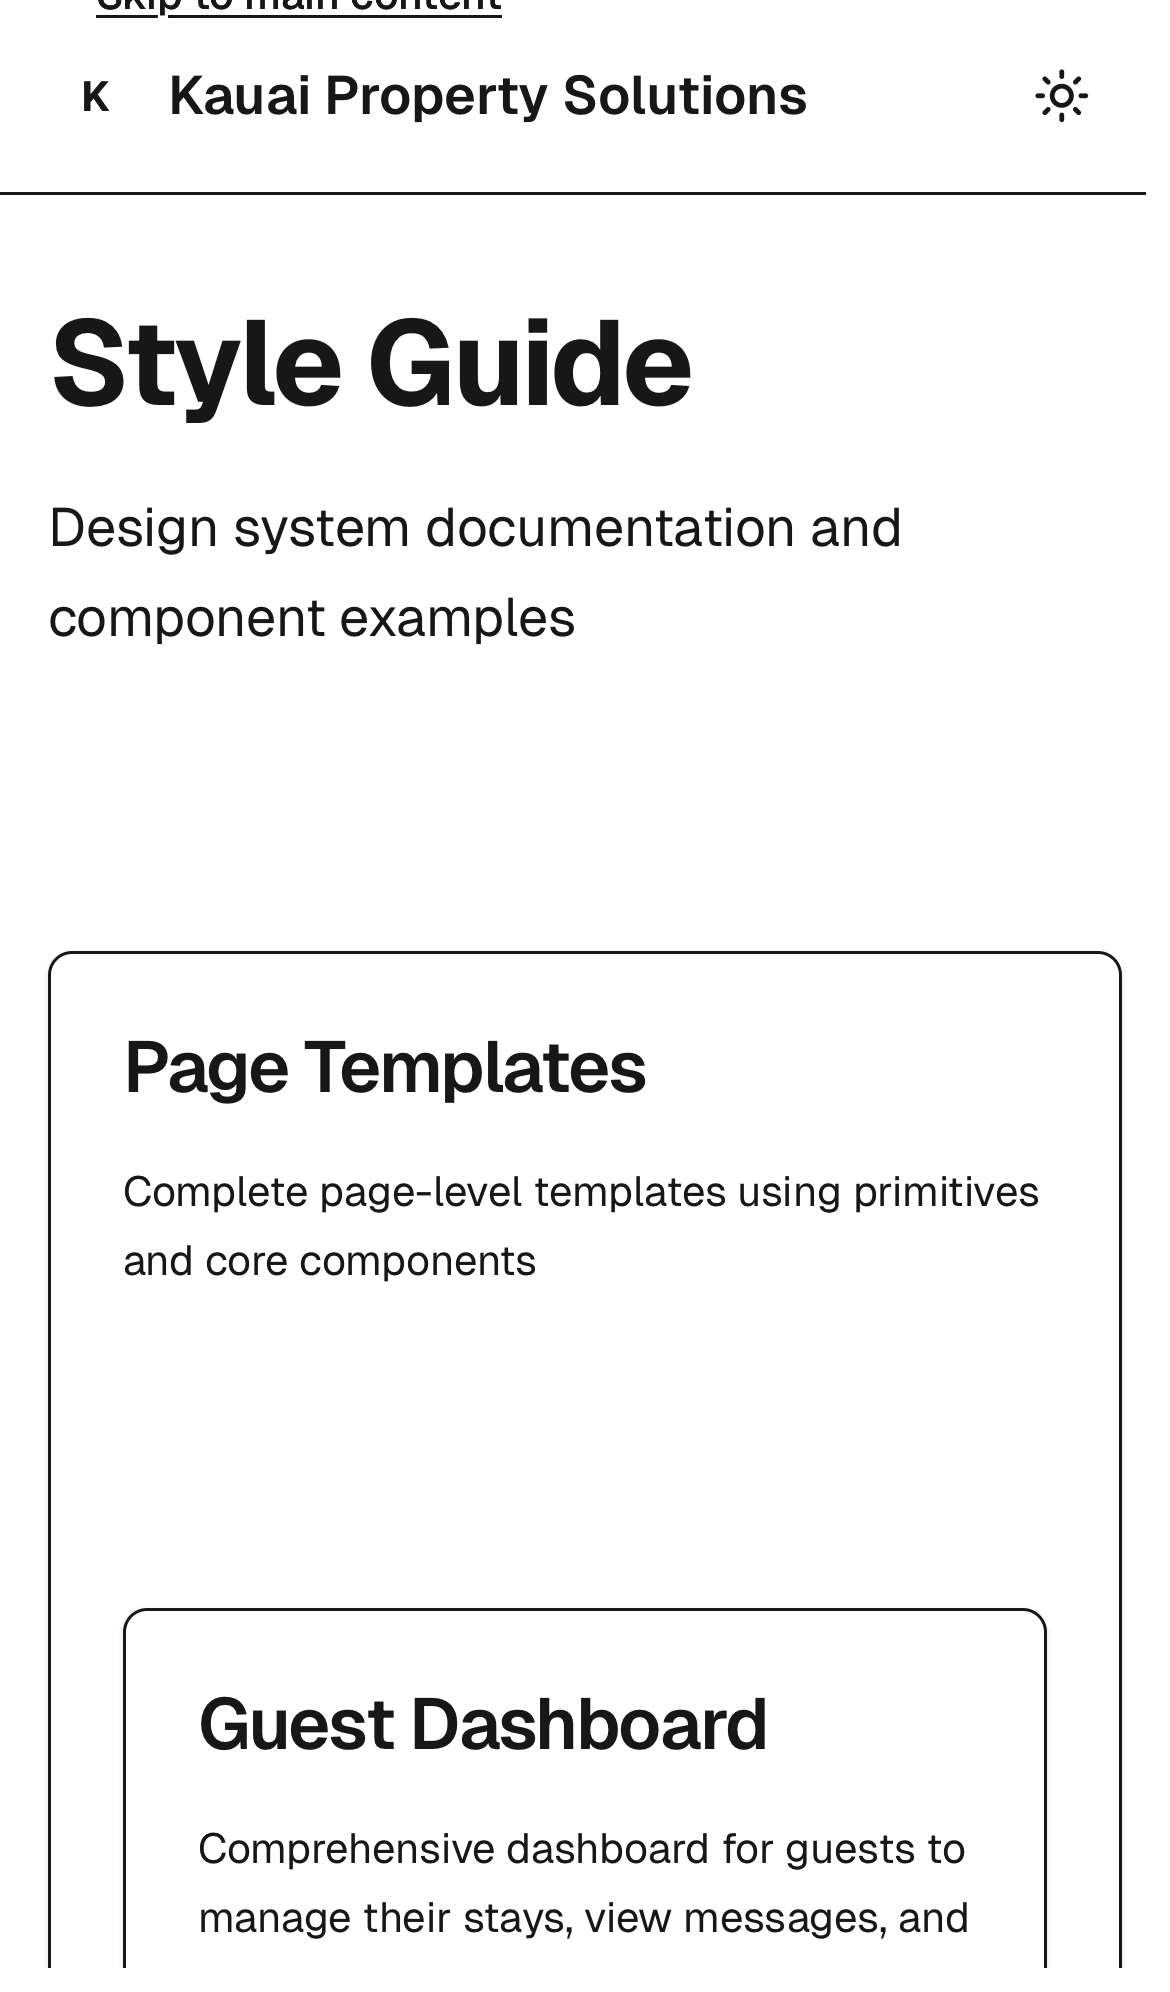 Skip to main content
K Kauai Property Solutions
Style Guide
Design system documentation and
component examples
Page Templates
Complete page-level templates using primitives
and core components
Guest Dashboard
Comprehensive dashboard for guests to
manage their stays, view messages, and